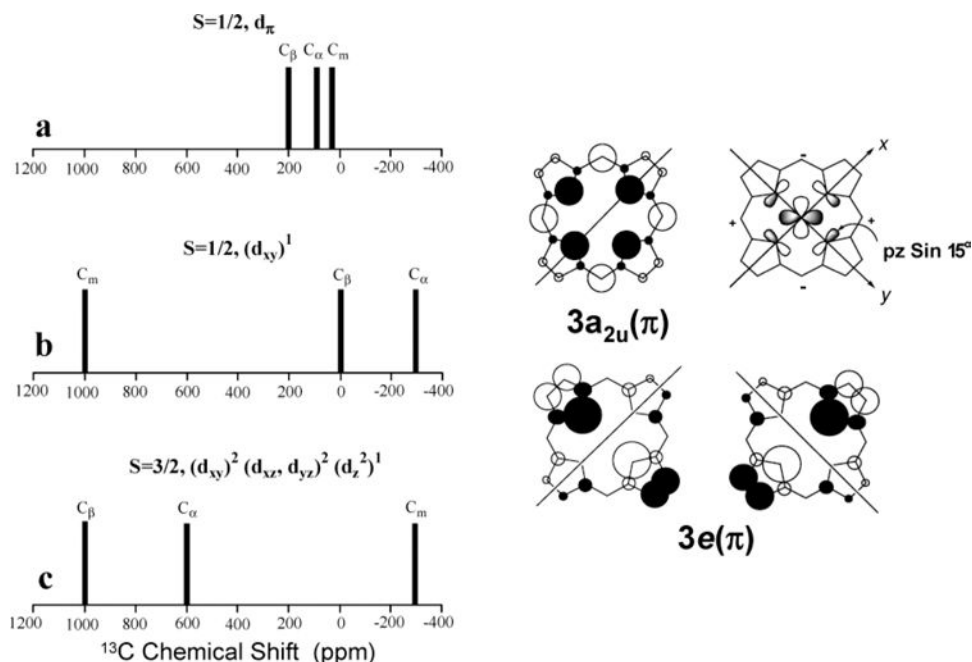 S=1/2, dπ
Cβ Cα Cm
a
1200 1000 800 600 400 200 0 -200 -400
S=1/2, (dxy)¹
Cm Cβ Cα
b
1200 1000 800 600 400 200 0 -200 -400
S=3/2, (dxy)² (dxz, dyz)² (dz²)¹
Cβ Cα Cm
c
1200 1000 800 600 400 200 0 -200 -400
¹³C Chemical Shift (ppm)
3a2u(π)
x
-
+ +
-
pz Sin 15°
y
3e(π)